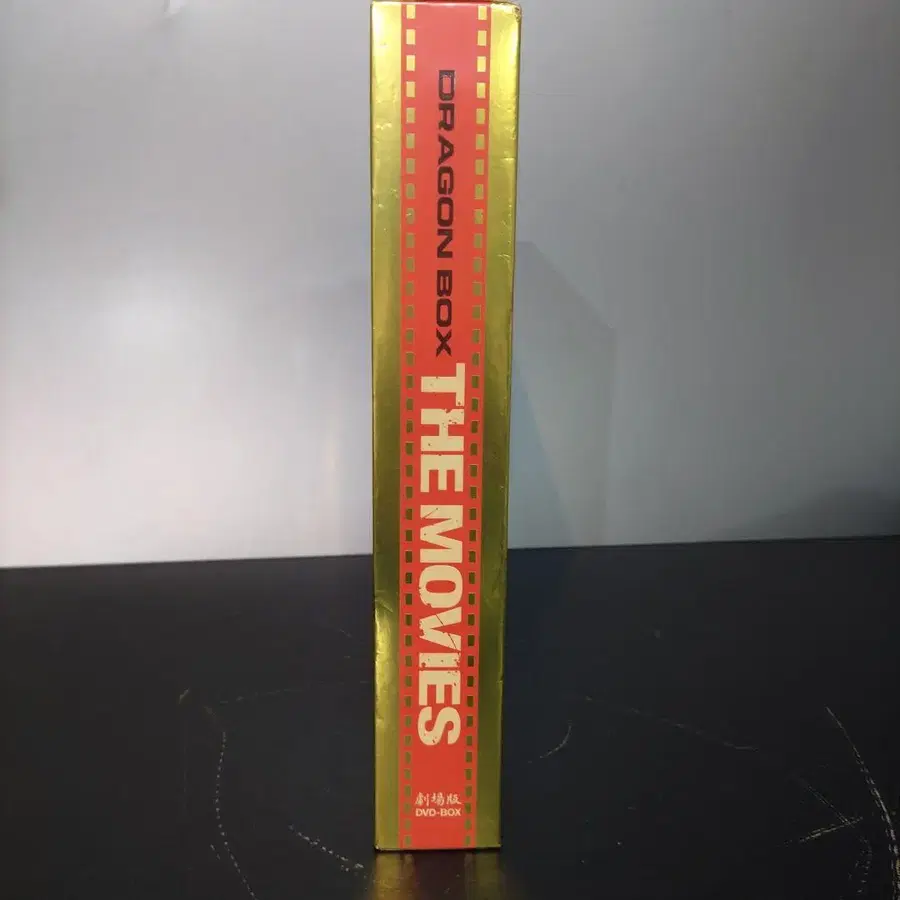 DRAGON BOX
THE MOVIES
劇場版
DVD-BOX